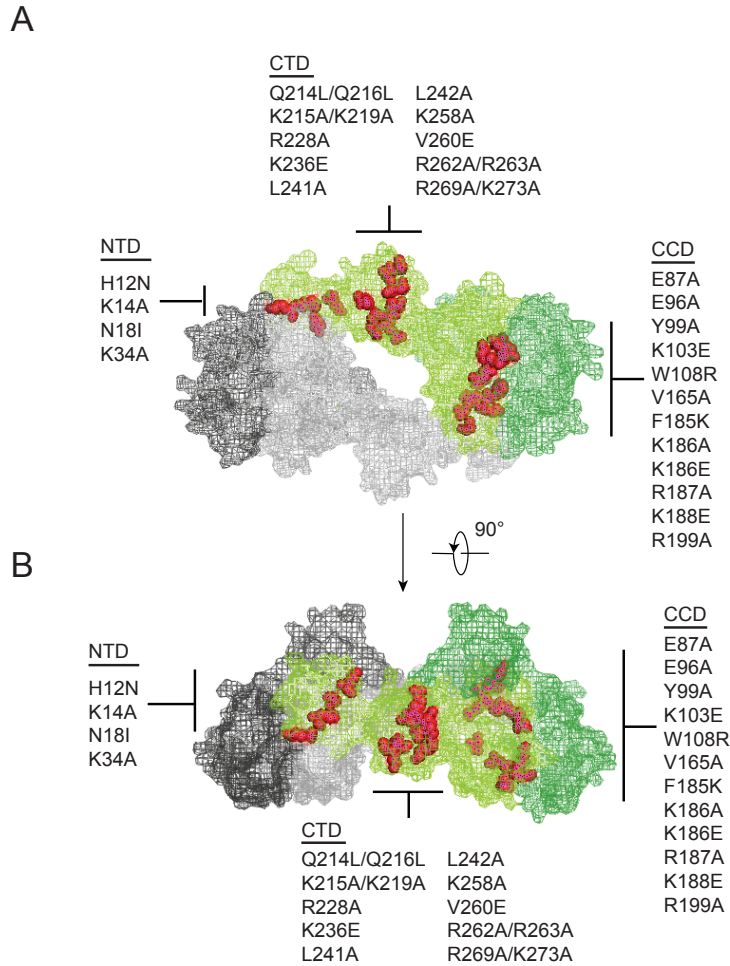 A
CTD
Q214L/Q216L L242A
K215A/K219A K258A
R228A V260E
K236E R262A/R263A
L241A R269A/K273A
NTD
H12N
K14A
N18I
K34A
CCD
E87A
E96A
Y99A
K103E
W108R
V165A
F185K
K186A
K186E
R187A
K188E
R199A
90°
B
NTD
H12N
K14A
N18I
K34A
CCD
E87A
E96A
Y99A
K103E
W108R
V165A
F185K
K186A
K186E
R187A
K188E
R199A
CTD
Q214L/Q216L L242A
K215A/K219A K258A
R228A V260E
K236E R262A/R263A
L241A R269A/K273A